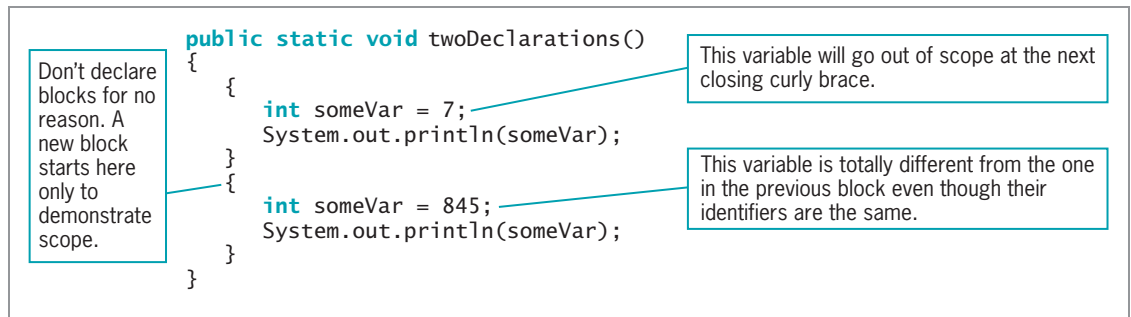 public static void twoDeclarations()
{
{
int someVar = 7;
System.out.println(someVar);
}
{
int someVar = 845;
System.out.println(someVar);
}
}
Don't declare
blocks for no
reason. A
new block
starts here
only to
demonstrate
scope.
This variable will go out of scope at the next
closing curly brace.
This variable is totally different from the one
in the previous block even though their
identifiers are the same.